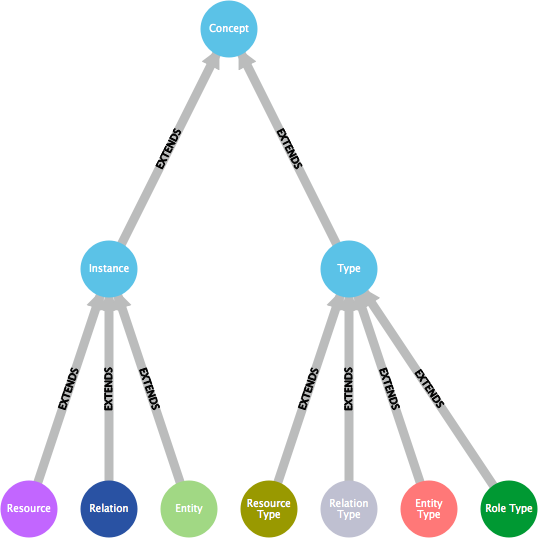 Concept
EXTENDS
EXTENDS
Instance
Type
EXTENDS
EXTENDS
EXTENDS
EXTENDS
EXTENDS
EXTENDS
EXTENDS
Resource
Relation
Entity
Resource
Type
Relation
Type
Entity
Type
Role Type